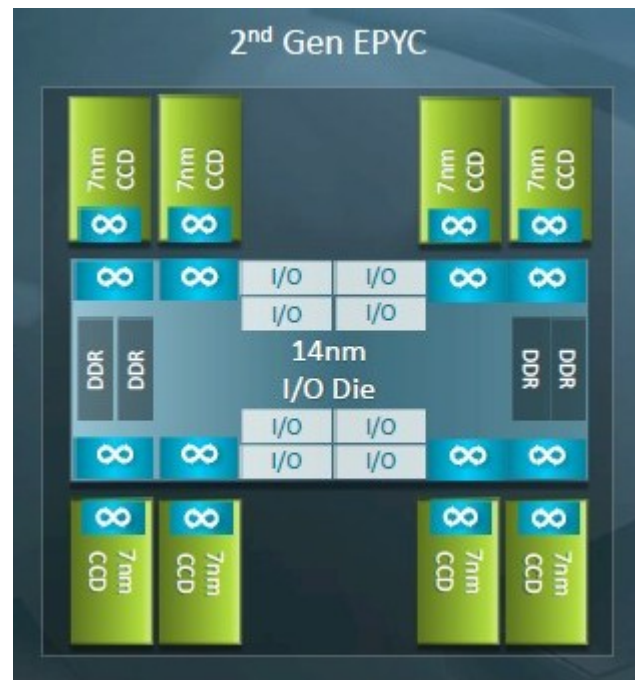 2nd Gen EPYC
7nm CCD
7nm CCD
7nm CCD
7nm CCD
∞ ∞ ∞ ∞
∞ ∞ I/O I/O ∞ ∞
I/O I/O
DDR DDR 14nm DDR DDR
I/O Die
I/O I/O
∞ ∞ I/O I/O ∞ ∞
∞ ∞ ∞ ∞
7nm CCD
7nm CCD
7nm CCD
7nm CCD